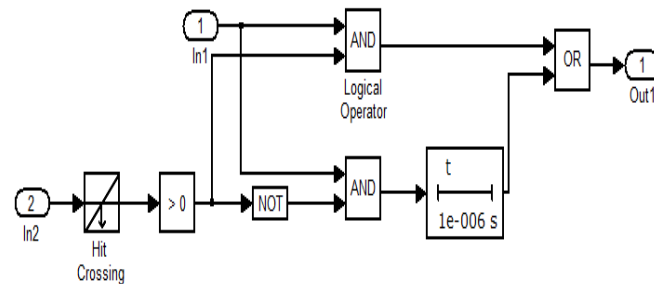 1
In1
AND
Logical
Operator
OR
1
Out1
2
In2
Hit
Crossing
> 0
NOT
AND
t
1e-006 s